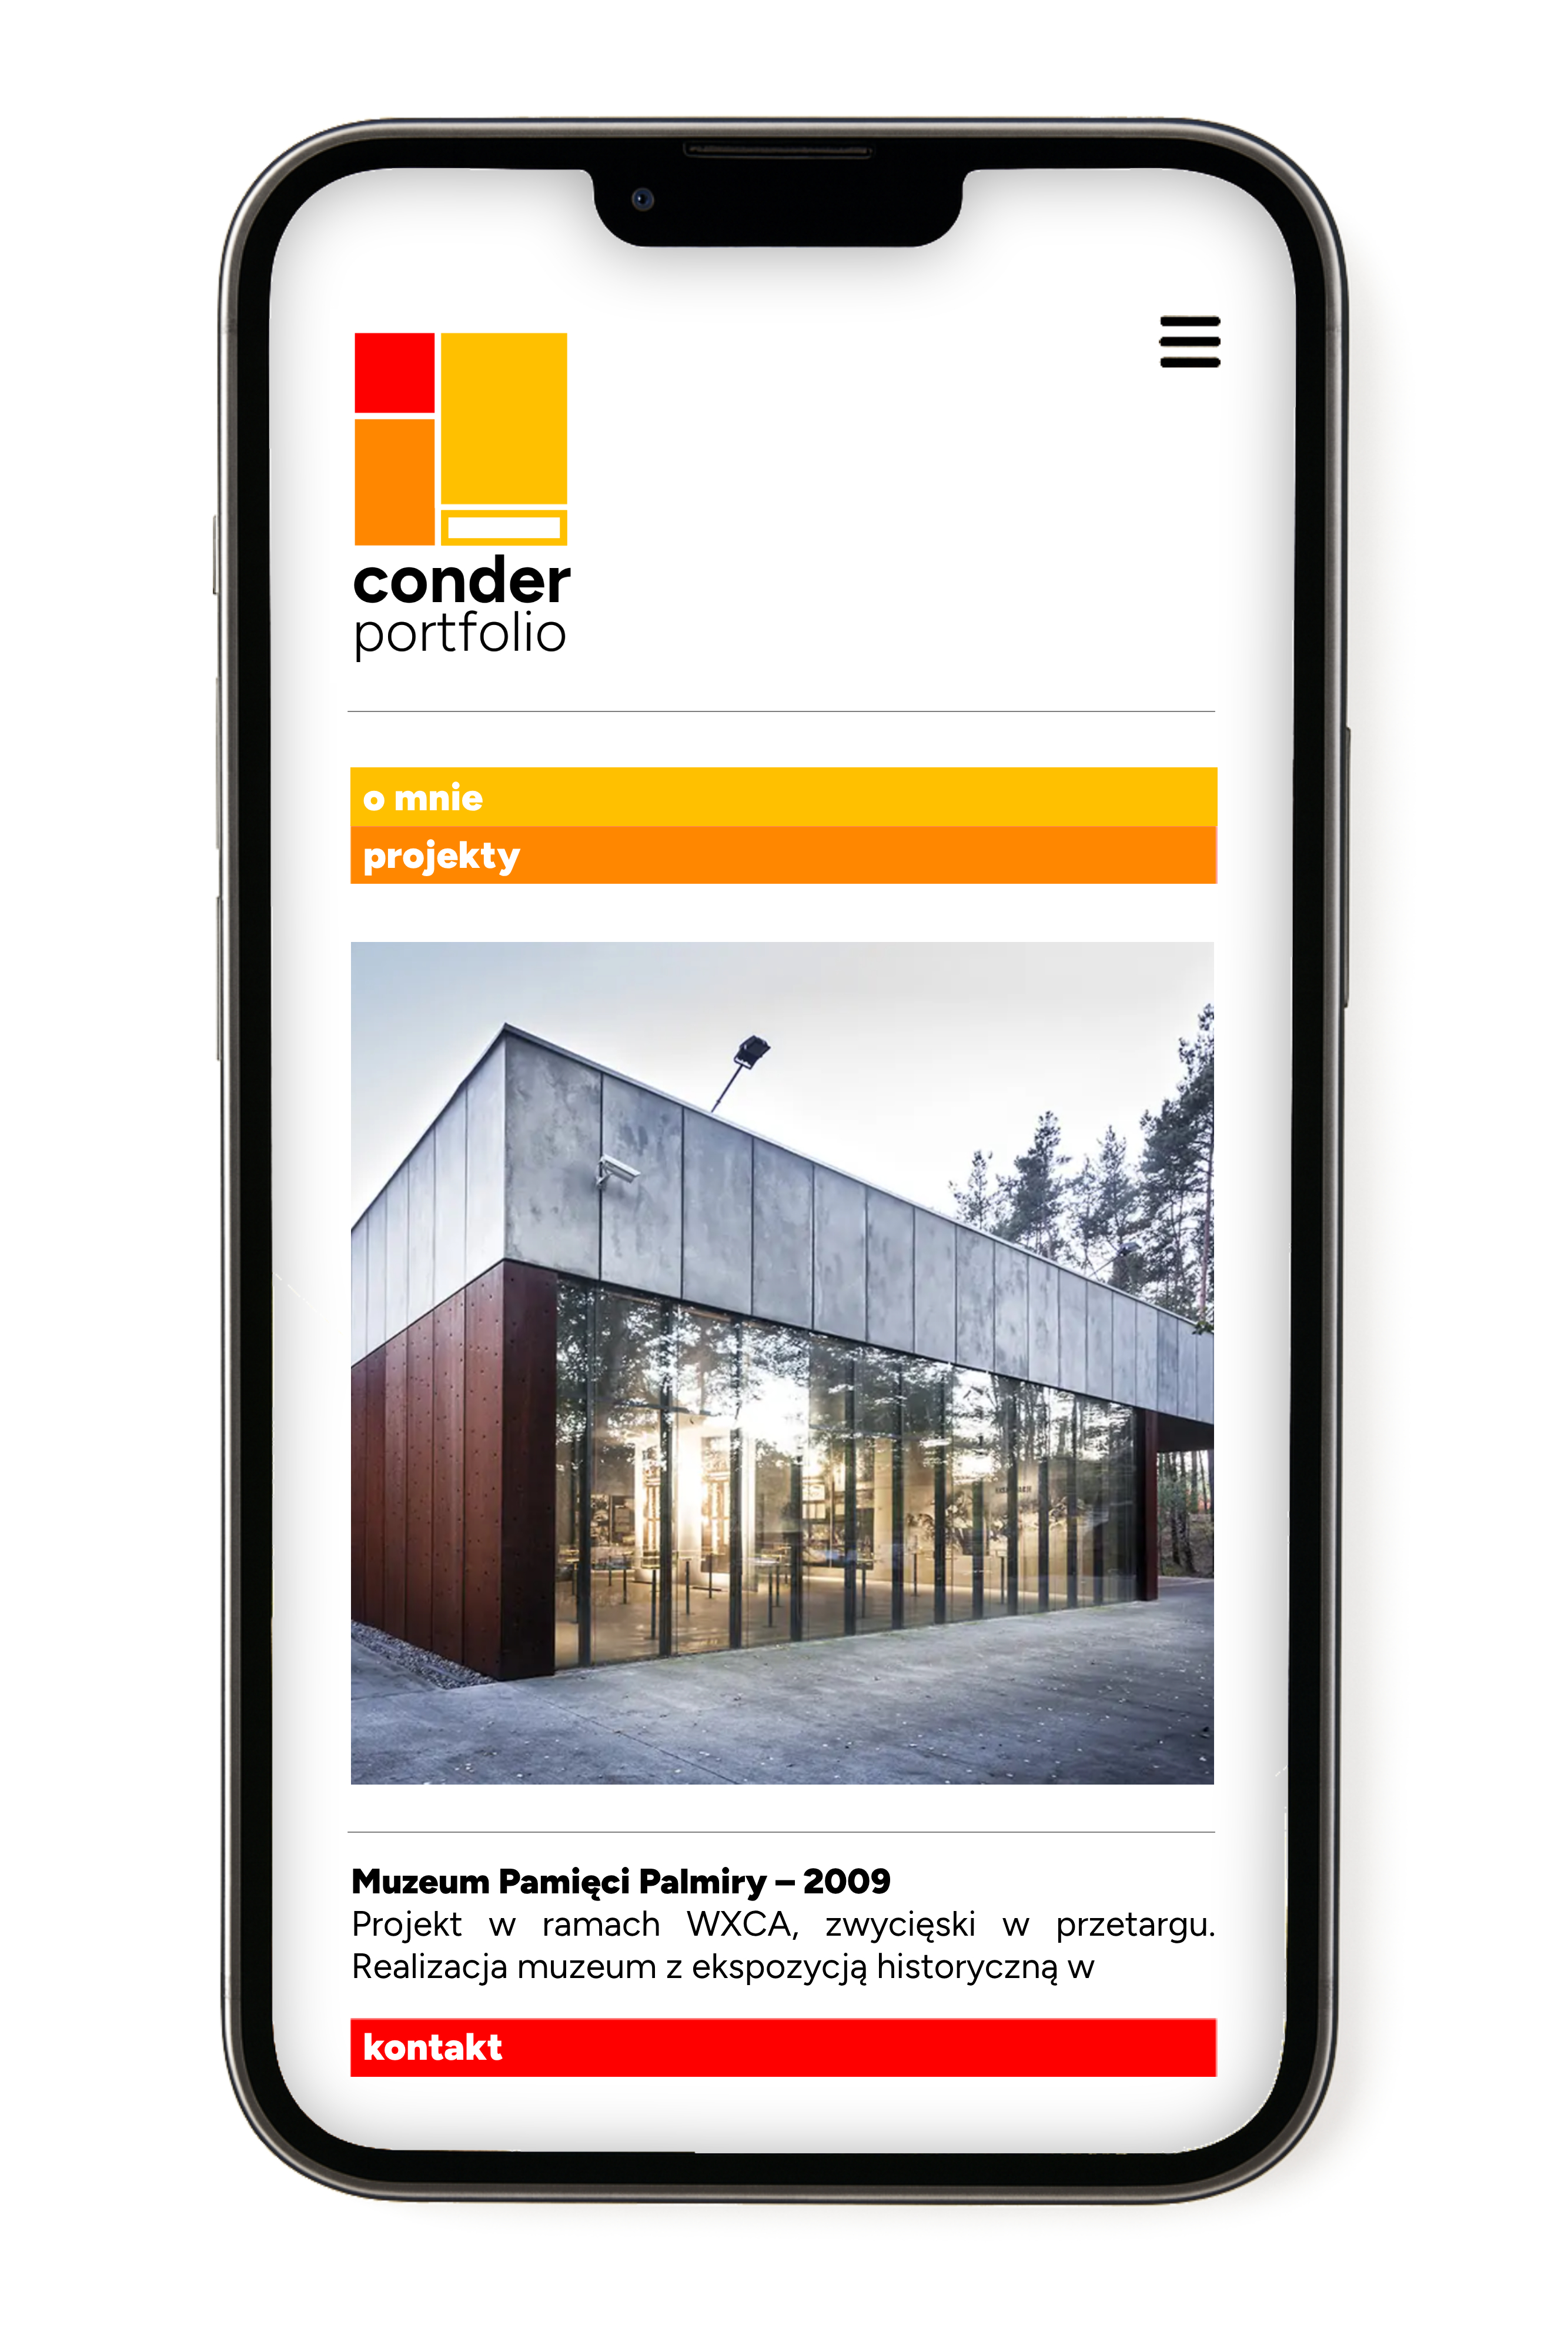 conder
portfolio
o mnie
projekty
Muzeum Pamięci Palmiry – 2009
Projekt w ramach WXCA, zwycięski w przetargu.
Realizacja muzeum z ekspozycją historyczną w
kontakt